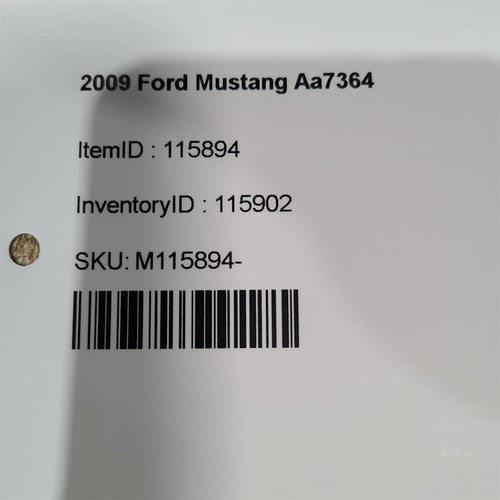 2009 Ford Mustang Aa7364
ItemID : 115894
InventoryID : 115902
SKU: M115894-